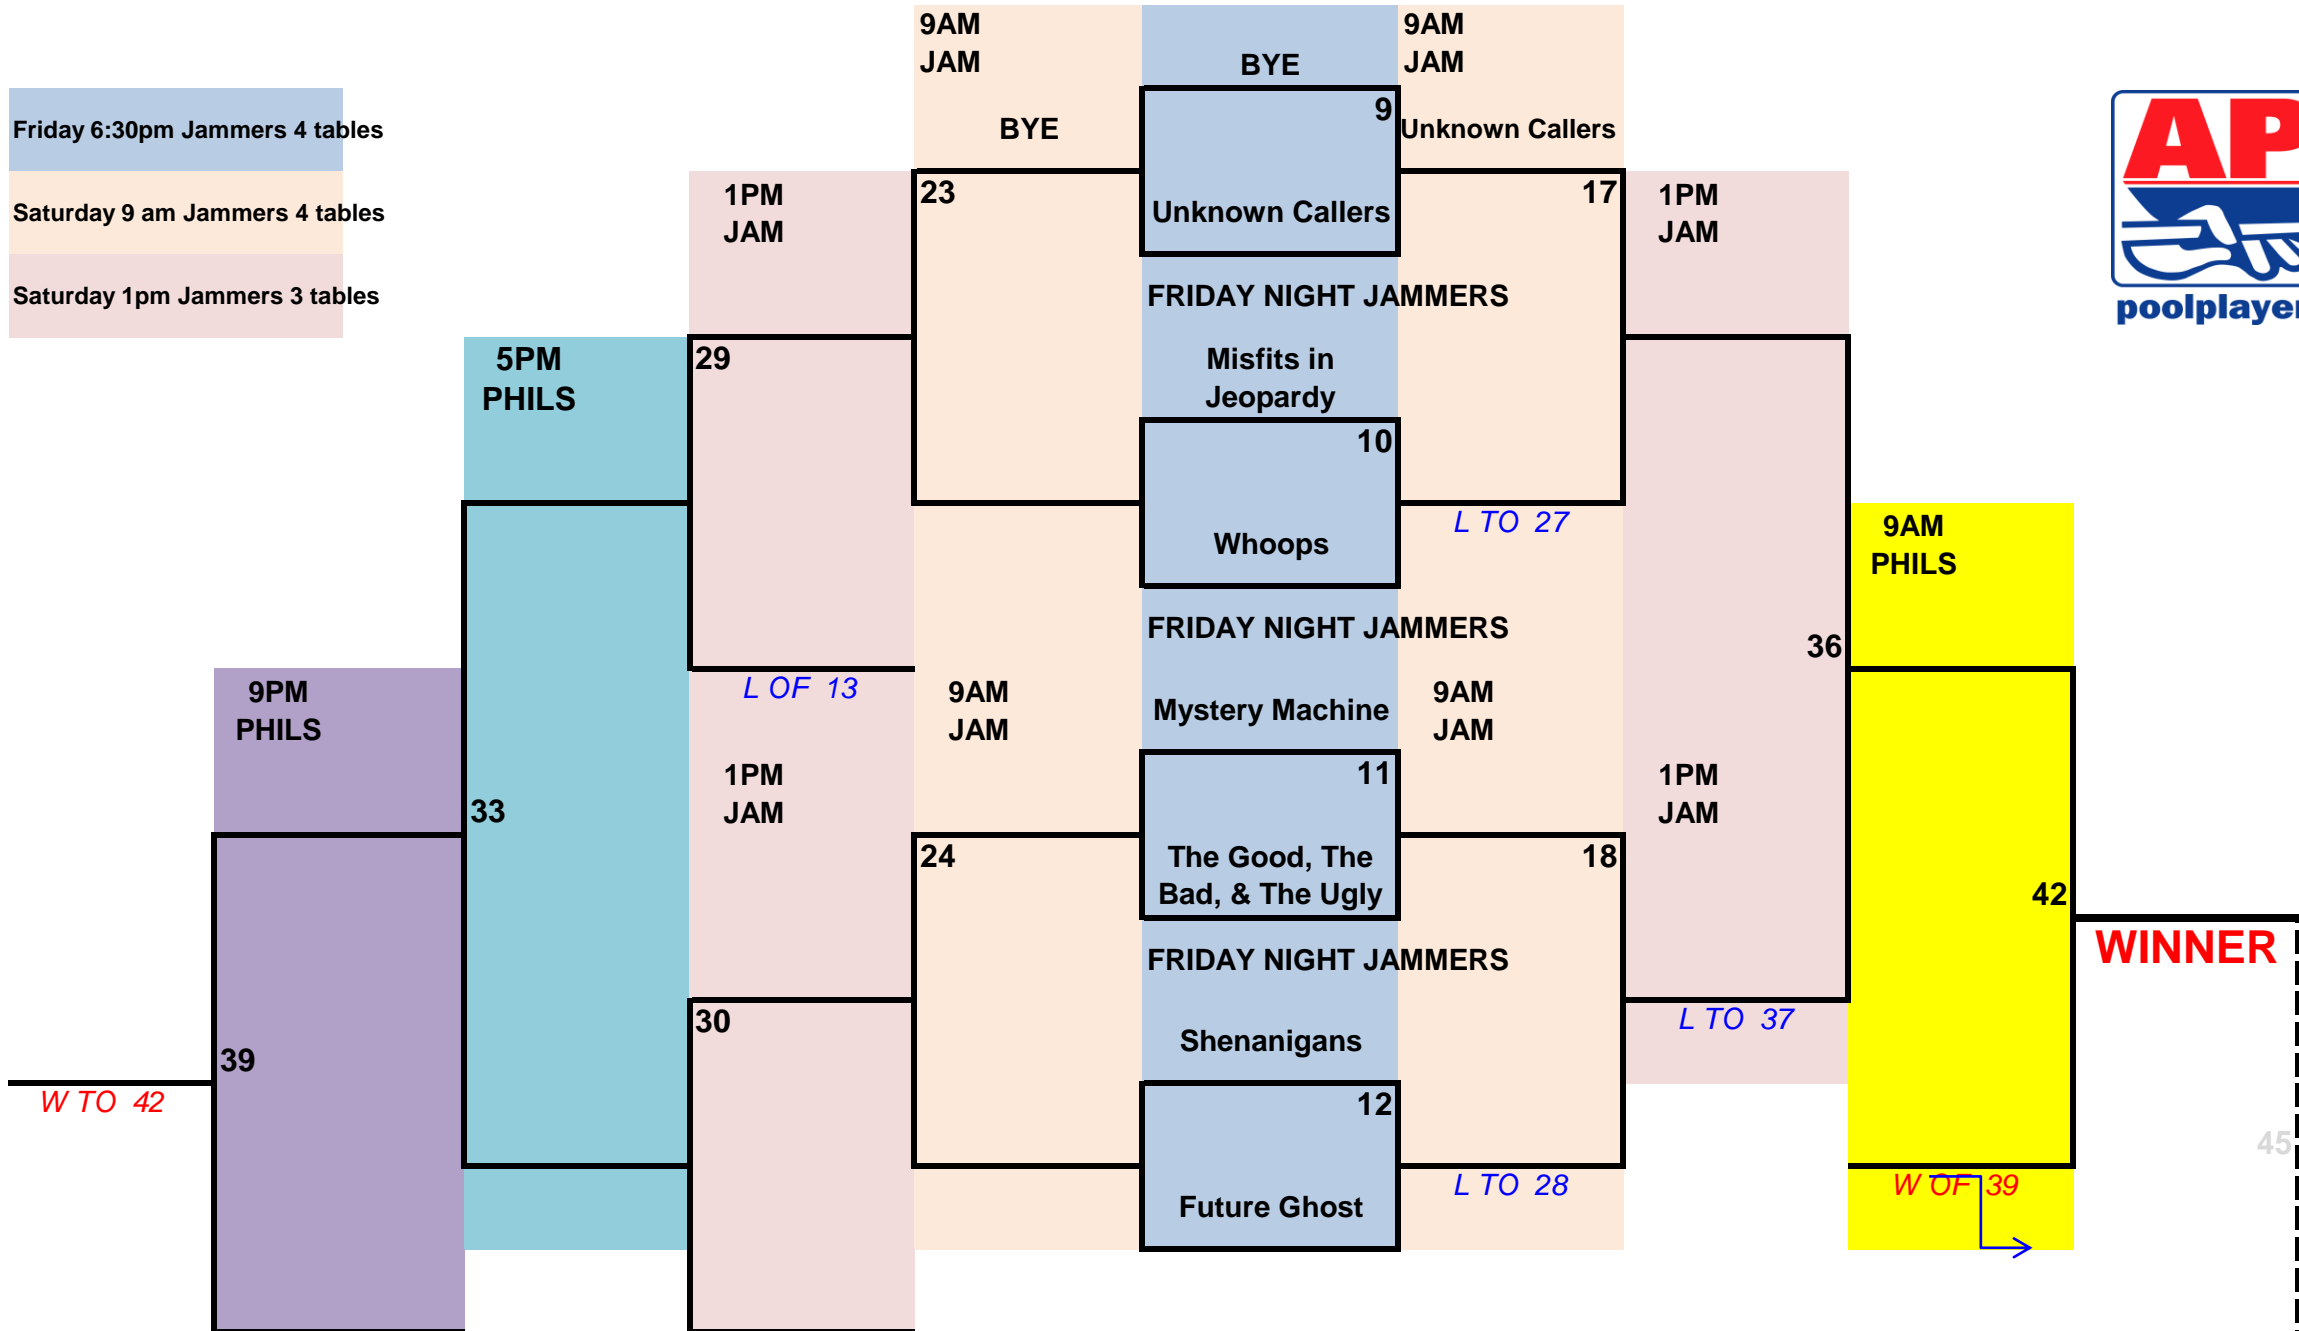 9AM
JAM
BYE
9AM
JAM
Friday 6:30pm Jammers 4 tables
BYE
9
Unknown Callers
AP
Saturday 9 am Jammers 4 tables
1PM
JAM
23
Unknown Callers
17
1PM
JAM
Saturday 1pm Jammers 3 tables
FRIDAY NIGHT JAMMERS
poolplayer
5PM
PHILS
29
Misfits in
Jeopardy
10
L TO 27
Whoops
9AM
PHILS
FRIDAY NIGHT JAMMERS
36
9PM
PHILS
L OF 13
9AM
JAM
Mystery Machine
9AM
JAM
33
1PM
JAM
11
1PM
JAM
24
The Good, The
Bad, & The Ugly
18
42
FRIDAY NIGHT JAMMERS
WINNER
30
Shenanigans
L TO 37
39
W TO 42
12
45
L TO 28
W OF 39
Future Ghost